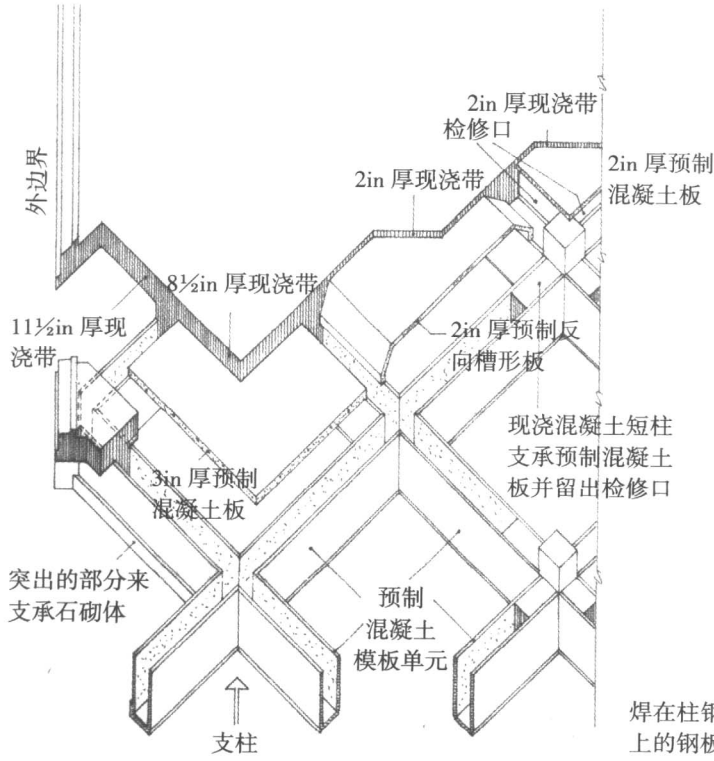 2in 厚现浇带
检修口
2in 厚预制
混凝土板
2in 厚现浇带
外边界
8½in 厚现浇带
11½in 厚现
浇带
2in 厚预制反
向槽形板
现浇混凝土短柱
支承预制混凝土
板并留出检修口
3in 厚预制
混凝土板
突出的部分来
支承石砌体
预制
混凝土
模板单元
支柱
焊在柱钢
上的钢板